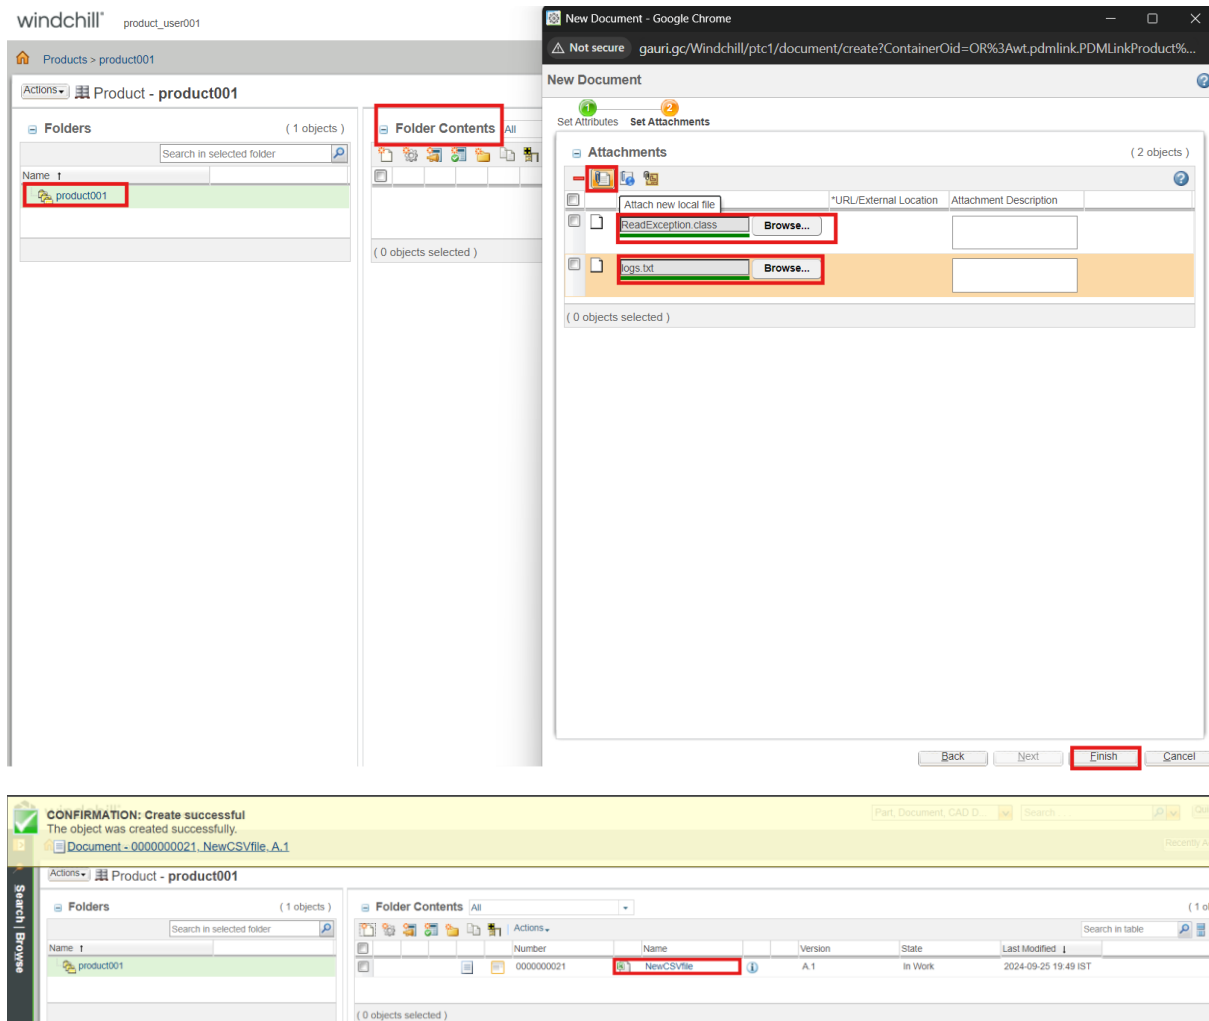 windchill®
product_user001
Products > product001
Actions
Product - product001
Folders
( 1 objects )
Search in selected folder
Name
product001
Folder Contents
All
( 0 objects selected )
New Document - Google Chrome
Not secure
gauri.gc/Windchill/ptc1/document/create?ContainerOid=OR%3Awt.pdmlink.PDMLinkProduct%...
New Document
1
2
Set Attributes
Set Attachments
Attachments
( 2 objects )
Attach new local file
*URL/External Location
Attachment Description
ReadException.class
Browse...
logs.txt
Browse...
( 0 objects selected )
Back
Next
Finish
Cancel
CONFIRMATION: Create successful
The object was created successfully.
Document - 0000000021, NewCSVfile, A.1
Part, Document, CAD D...
Search
Search | Browse
Actions
Product - product001
Folders
( 1 objects )
Search in selected folder
Name
product001
Folder Contents
All
Actions
Search in table
Number
Name
Version
State
Last Modified
0000000021
NewCSVfile
A.1
In Work
2024-09-25 19:49 IST
( 0 objects selected )